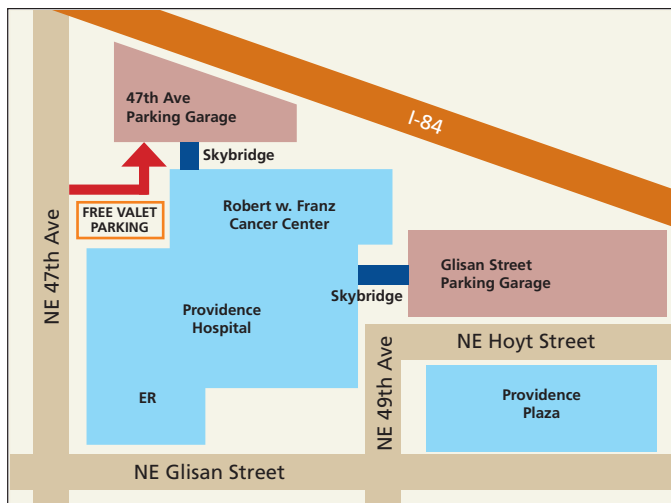 47th Ave
Parking Garage
I-84
Skybridge
FREE VALET
PARKING
Robert w. Franz
Cancer Center
NE 47th Ave
Glisan Street
Parking Garage
Skybridge
Providence
Hospital
NE Hoyt Street
NE 49th Ave
ER
Providence
Plaza
NE Glisan Street